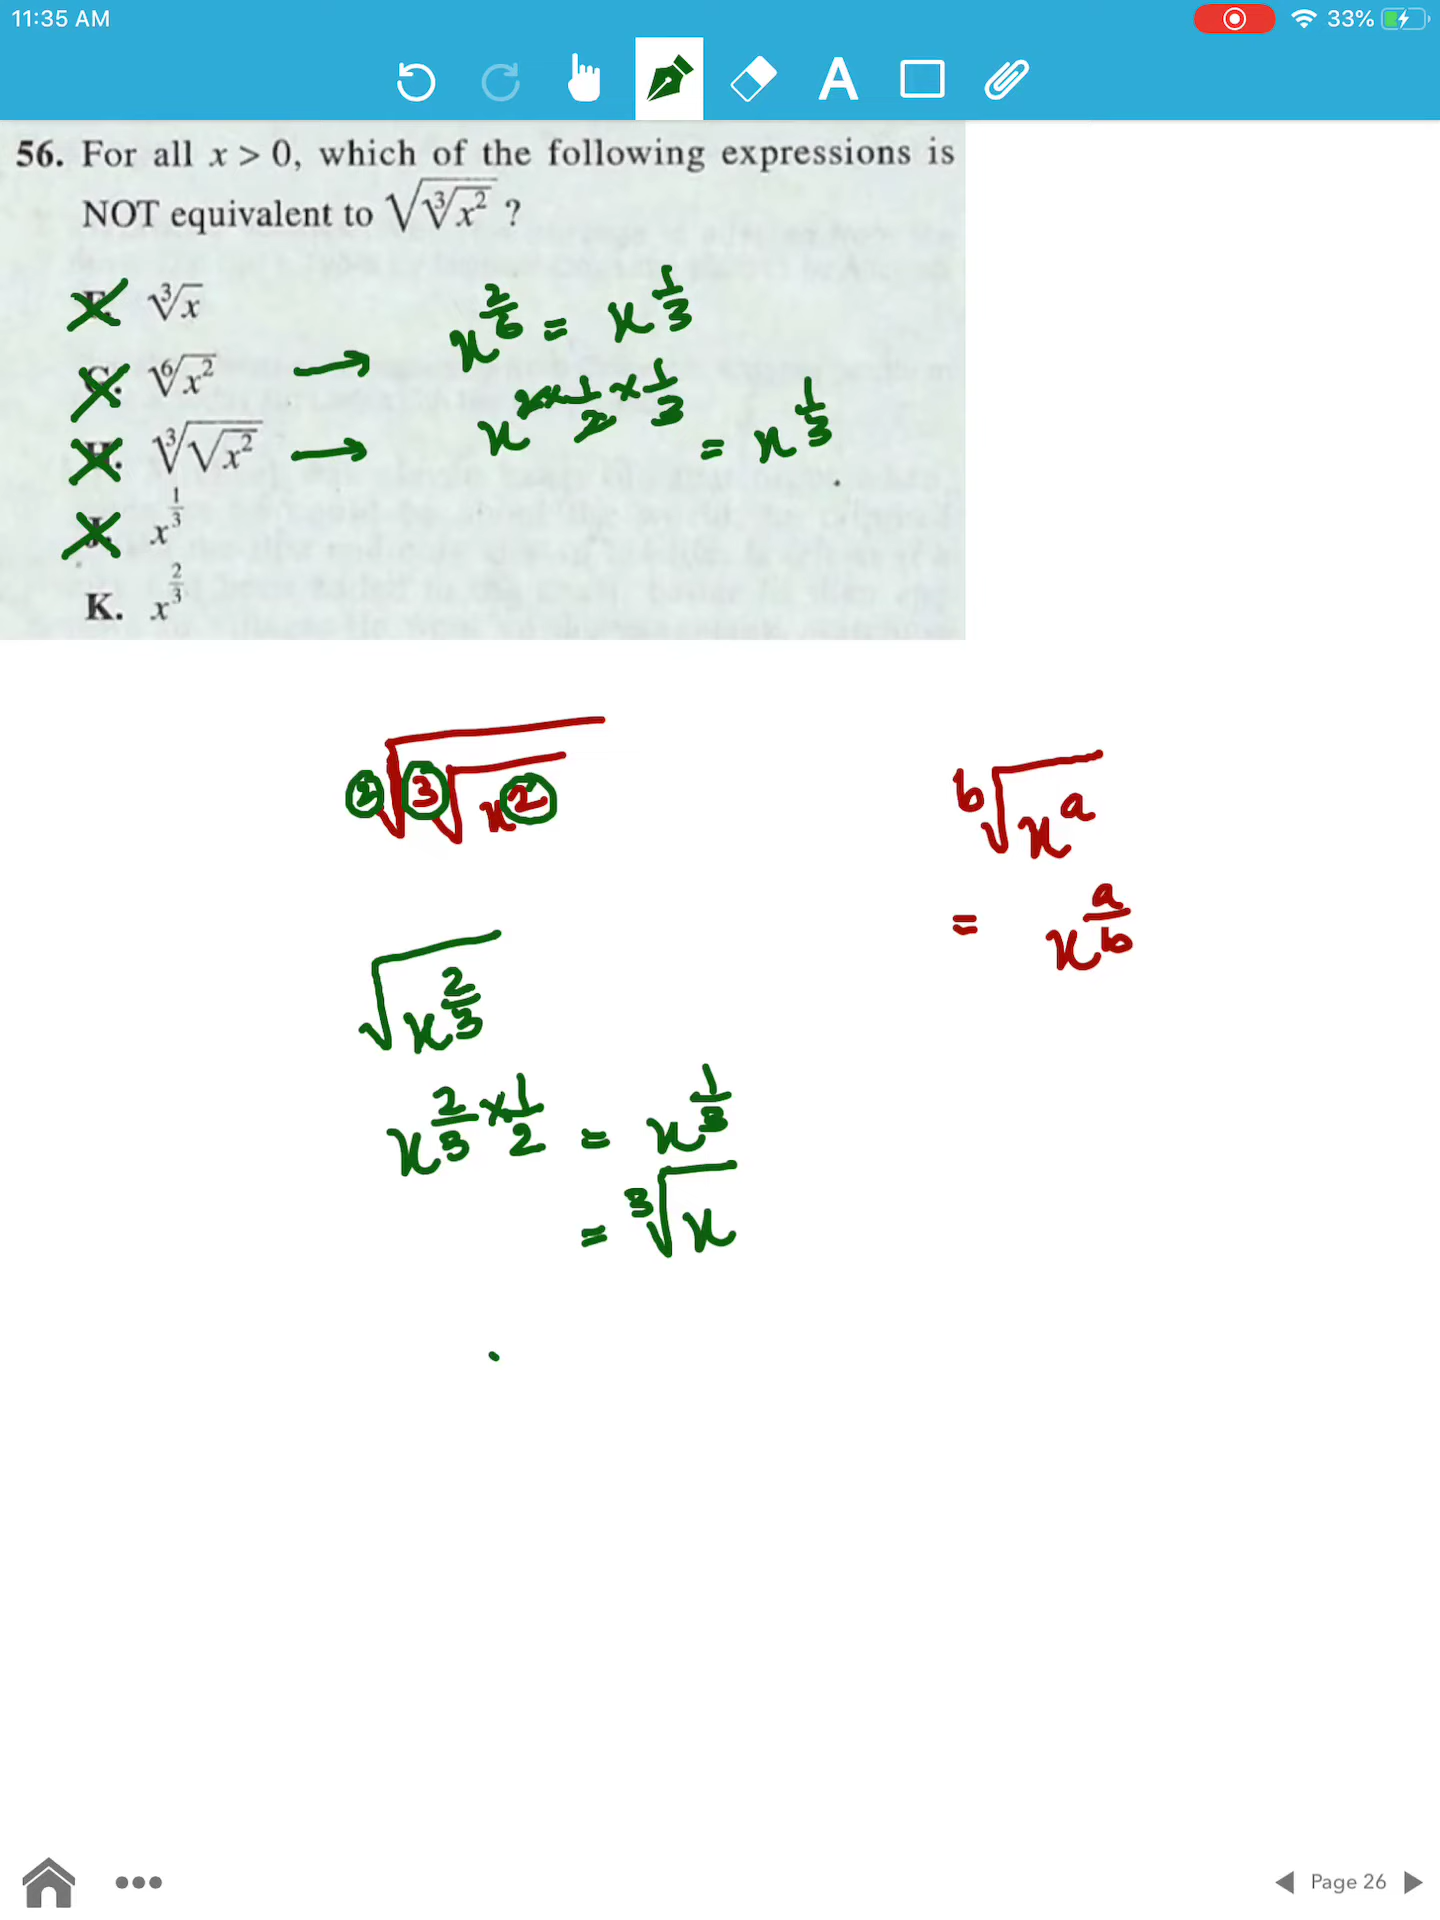 11:35 AM
33%
A
56. For all x > 0, which of the following expressions is
NOT equivalent to √(∛(x²)) ?
∛x
x^(2/6) = x^(1/3)
⁶√(x²) →
x^(2×1/2×1/3) = x^(1/3)
H. ∛(√(x²)) →
x^(1/3)
K. x^(2/3)
²√(³√(x²))
ᵇ√(xᵃ)
= x^(a/b)
√(x^(2/3))
x^(2/3 × 1/2) = x^(1/3)
= ³√x
Page 26